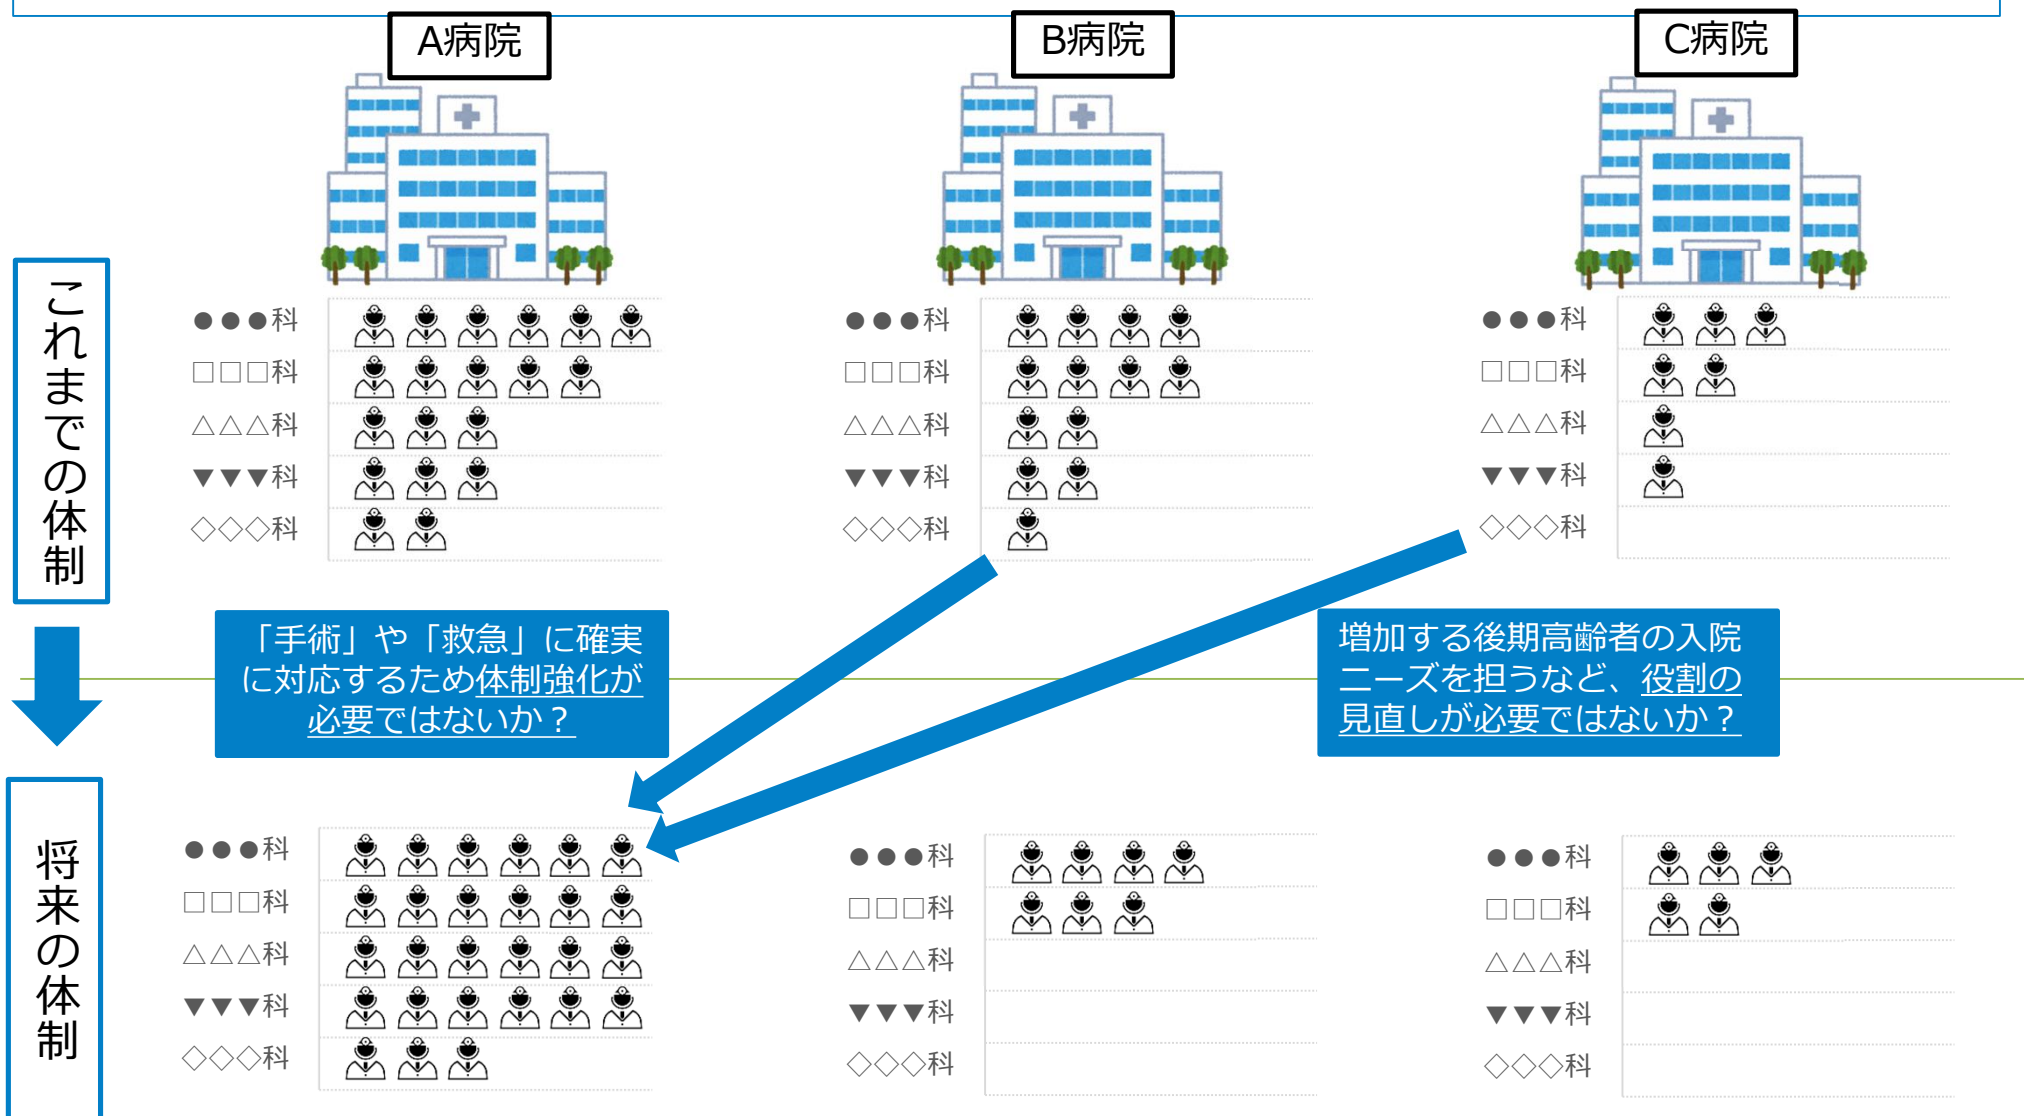 A病院
B病院
C病院
これまでの体制
●●●科
□□□科
△△△科
▼▼▼科
◇◇◇科
●●●科
□□□科
△△△科
▼▼▼科
◇◇◇科
●●●科
□□□科
△△△科
▼▼▼科
◇◇◇科
「手術」や「救急」に確実
に対応するため体制強化が
必要ではないか？
増加する後期高齢者の入院
ニーズを担うなど、役割の
見直しが必要ではないか？
将来の体制
●●●科
□□□科
△△△科
▼▼▼科
◇◇◇科
●●●科
□□□科
△△△科
▼▼▼科
◇◇◇科
●●●科
□□□科
△△△科
▼▼▼科
◇◇◇科